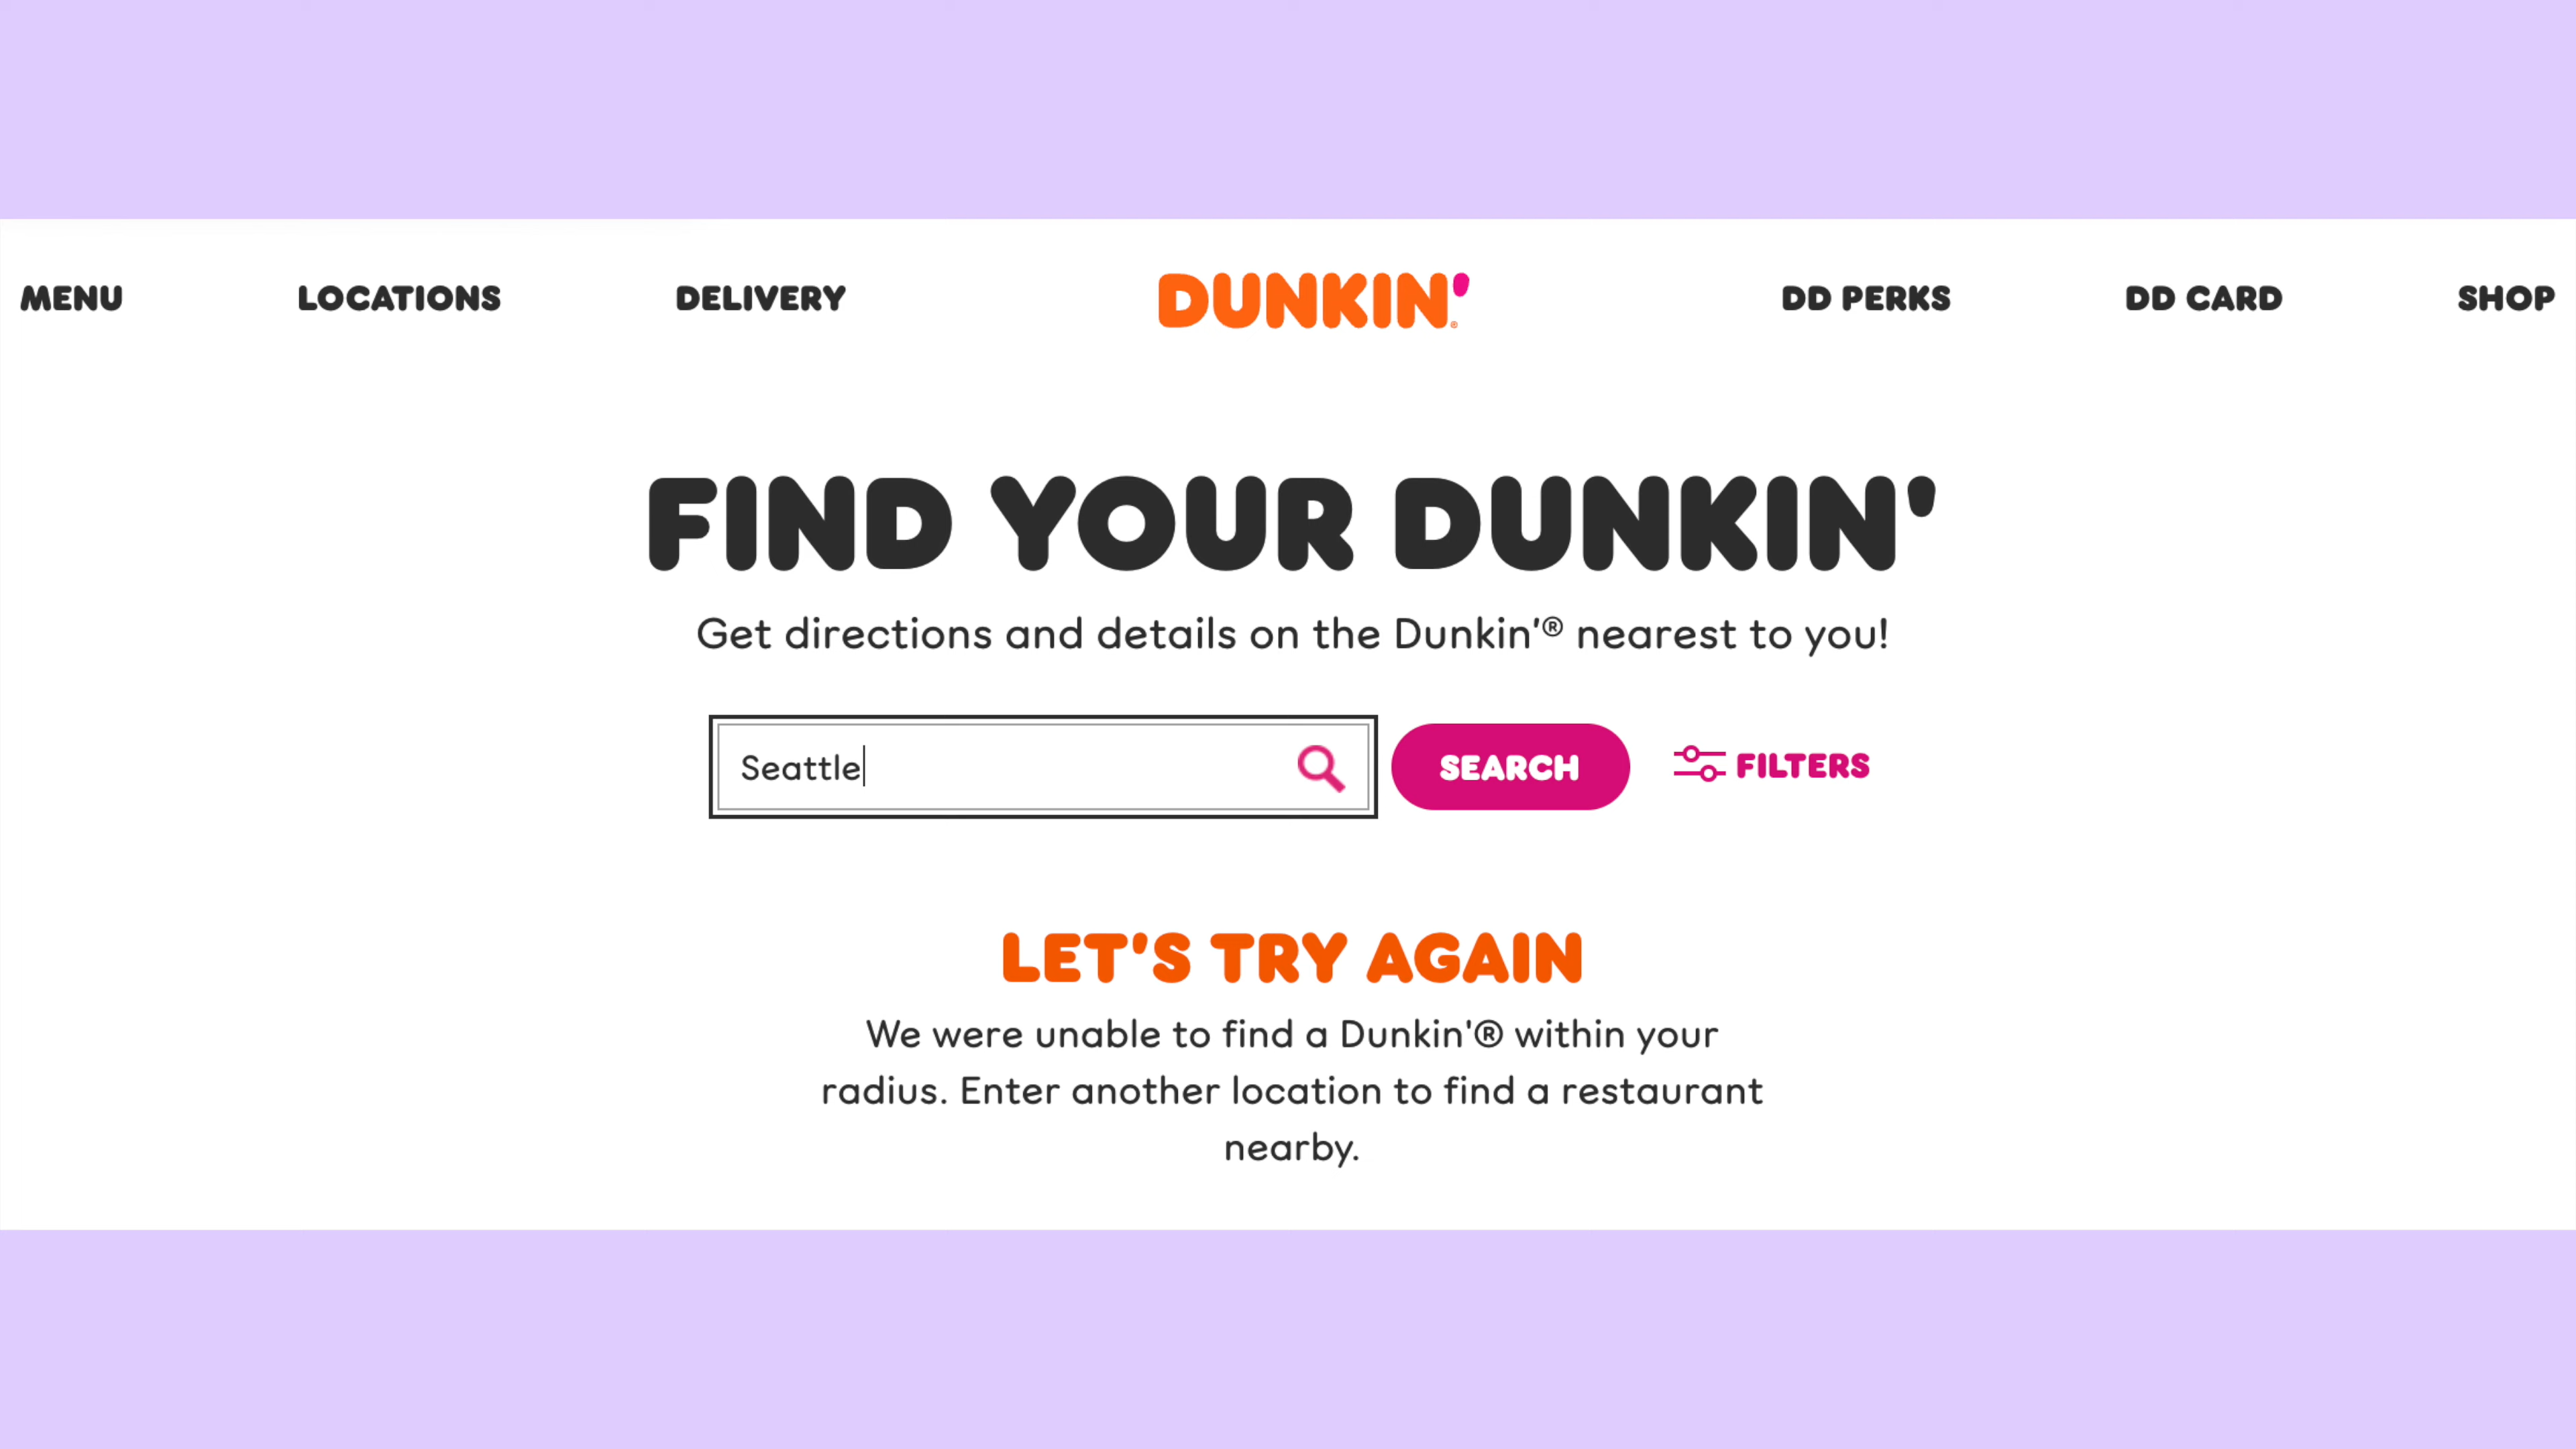 MENU LOCATIONS DELIVERY DUNKIN'® DD PERKS DD CARD SHOP
FIND YOUR DUNKIN'
Get directions and details on the Dunkin'® nearest to you!
Seattle SEARCH FILTERS
LET'S TRY AGAIN
We were unable to find a Dunkin'® within your
radius. Enter another location to find a restaurant
nearby.